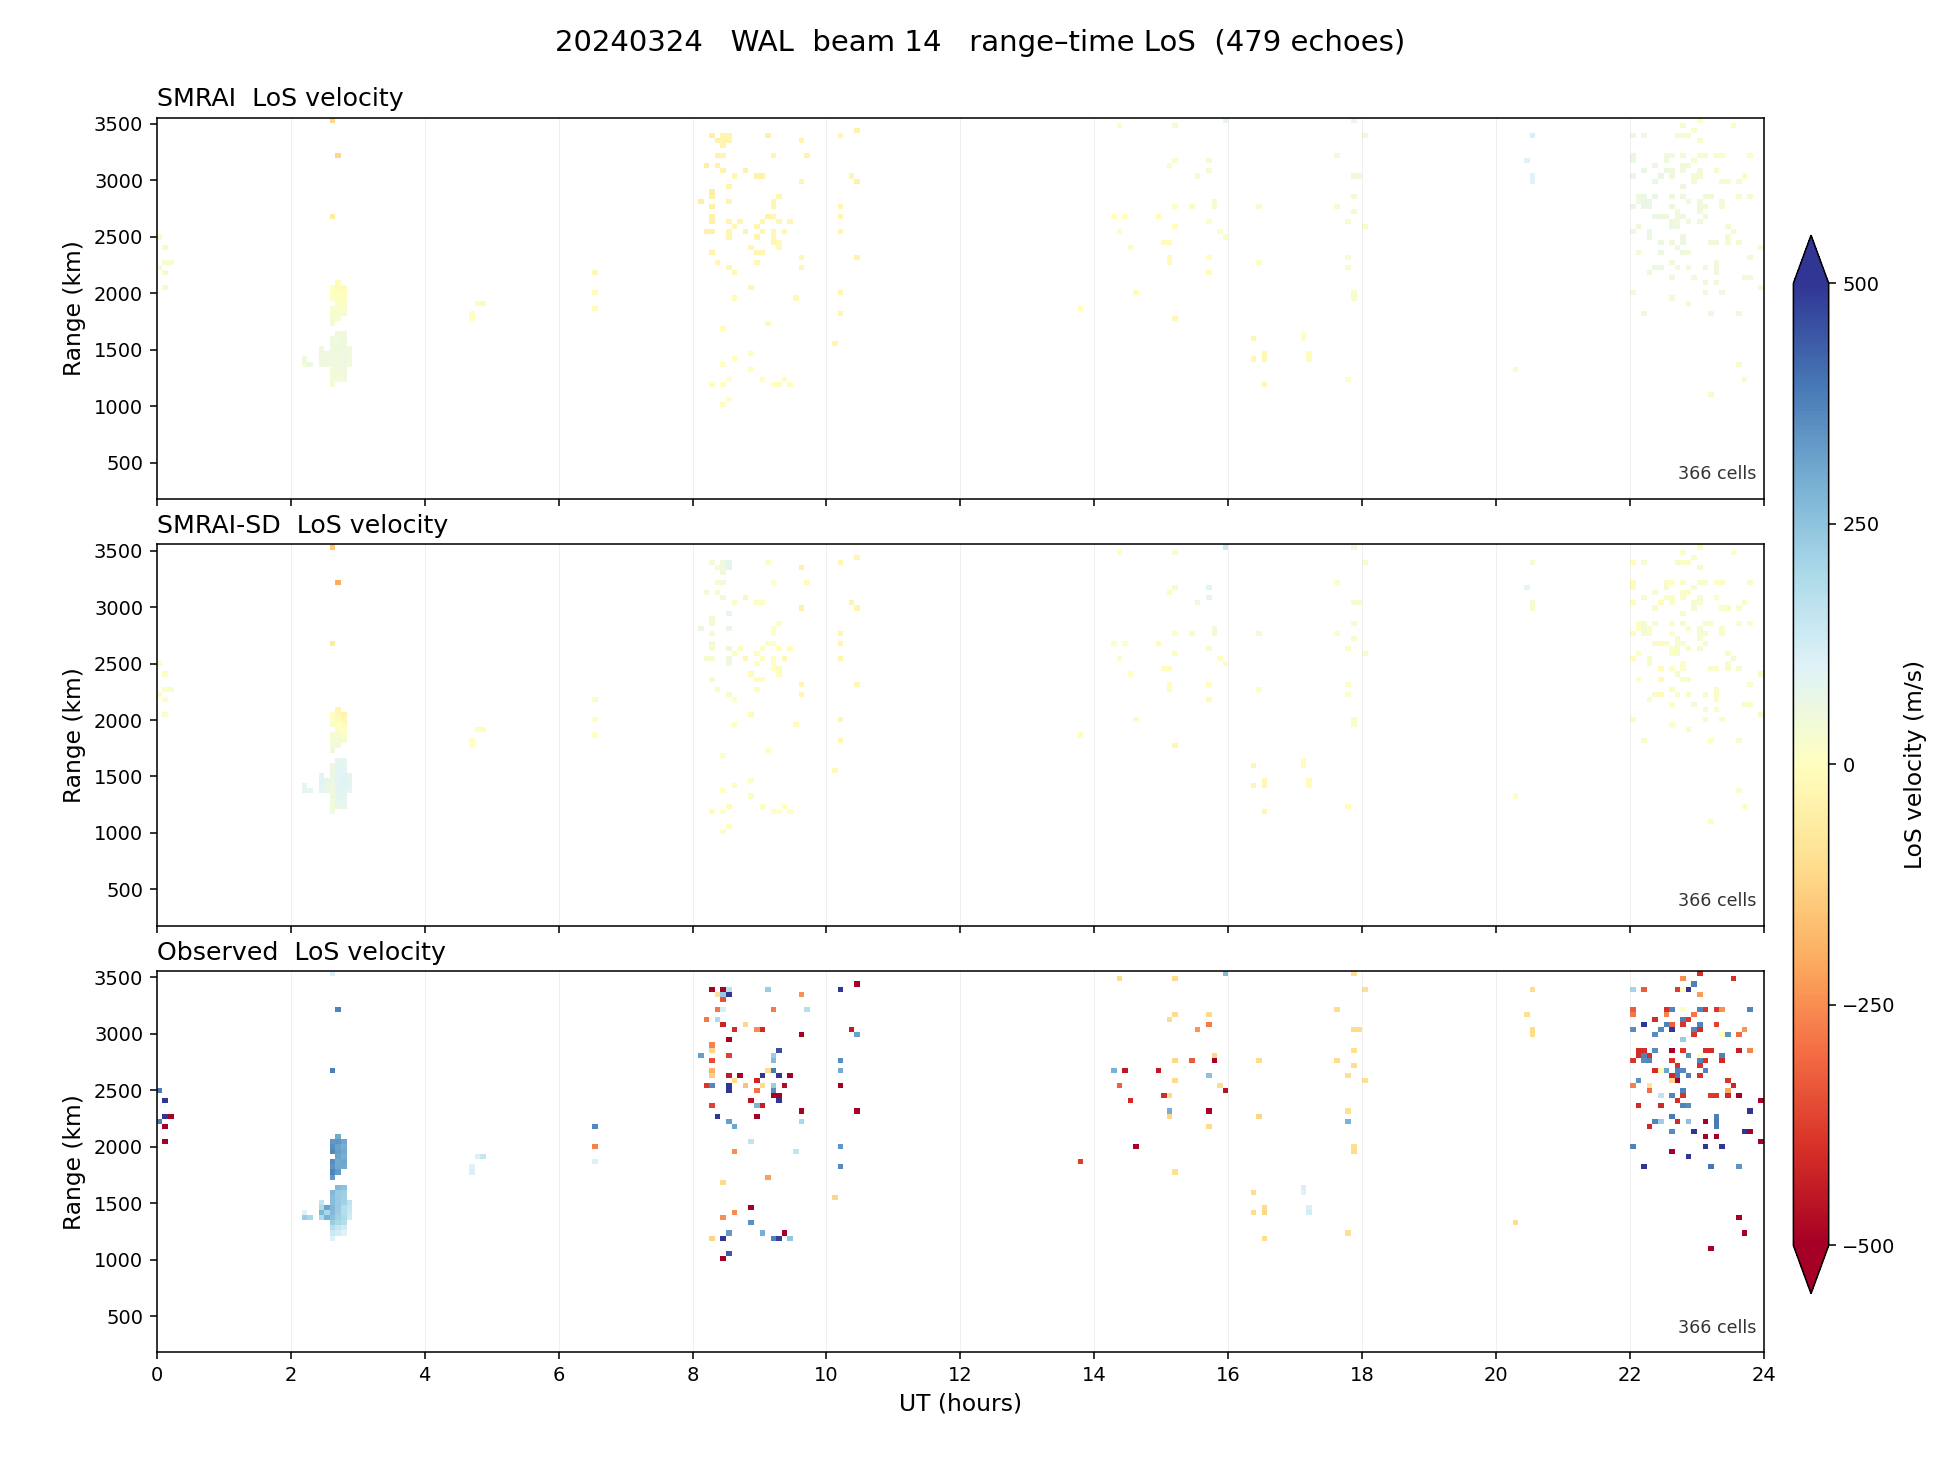 20240324   WAL  beam 14   range–time LoS  (479 echoes)
SMRAI  LoS velocity
3500
3000
2500
2000
1500
1000
500
Range (km)
366 cells
SMRAI-SD  LoS velocity
3500
3000
2500
2000
1500
1000
500
Range (km)
366 cells
Observed  LoS velocity
3500
3000
2500
2000
1500
1000
500
Range (km)
366 cells
0 2 4 6 8 10 12 14 16 18 20 22 24
UT (hours)
500
250
0
−250
−500
LoS velocity (m/s)